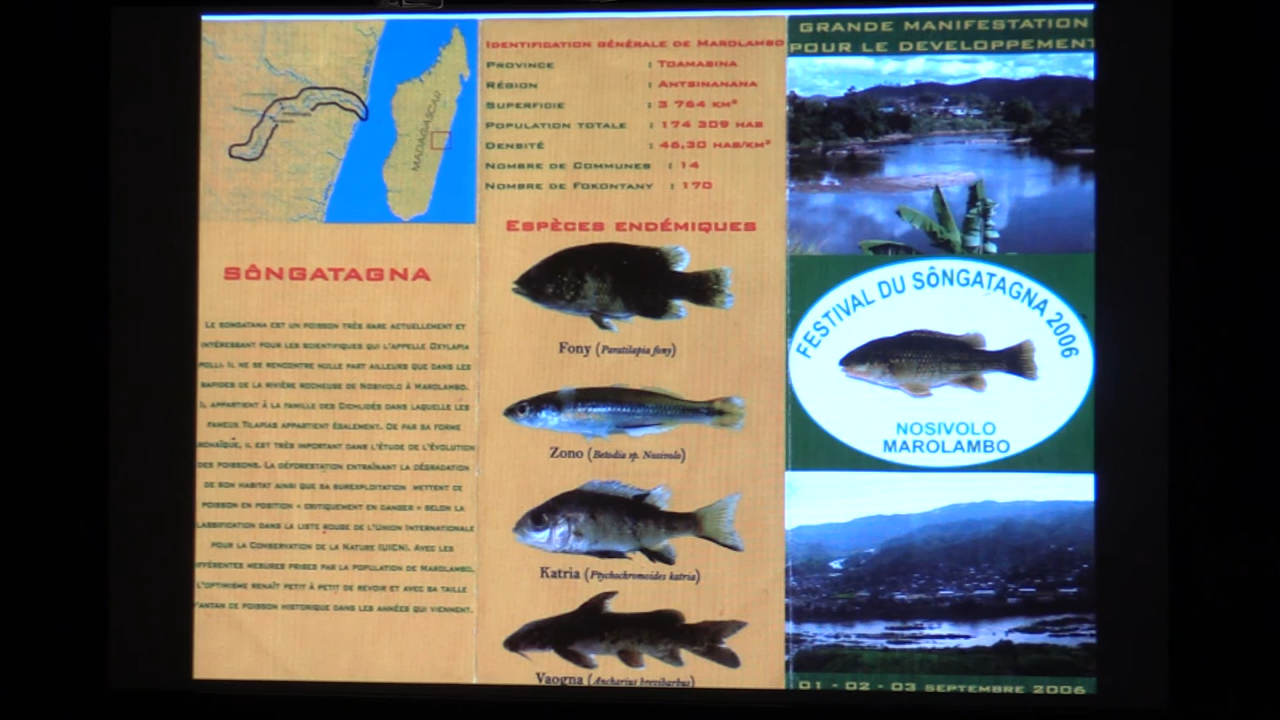 MADAGASCAR
SÔNGATAGNA
Le songatana est un poisson très rare actuellement et
intéressant pour les scientifiques qui l'appelle Oxylapia
polli. Il ne se rencontre nulle part ailleurs que dans les
rapides de la rivière rocheuse de Nosivolo à Marolambo.
Il appartient à la famille des Cichlidés dans laquelle les
fameux Tilapias appartient également. De par sa forme
archaïque, il est très important dans l'étude de l'évolution
des poissons. La déforestation entraînant la dégradation
de son habitat ainsi que sa surexploitation mettent ce
poisson en position « critiquement en danger » selon la
classification dans la liste rouge de l'Union Internationale
pour la Conservation de la Nature (UICN). Avec les
différentes mesures prises par la population de Marolambo,
l'optimisme renaît petit à petit de revoir et avec sa taille
d'antan ce poisson historique dans les années qui viennent.
Identification générale de Marolambo
Province : Toamasina
Région : Antsinanana
Superficie : 3 764 km²
Population totale : 174 309 hab
Densité : 46,30 hab/km²
Nombre de Communes : 14
Nombre de Fokontany : 170
Espèces endémiques
Fony (Paratilapia fony)
Zono (Betodia sp. Nosivolo)
Katria (Ptychochromoides katria)
Vaogna (Ancharius brevibarbus)
GRANDE MANIFESTATION
POUR LE DEVELOPPEMENT
FESTIVAL DU SÔNGATAGNA 2006
NOSIVOLO
MAROLAMBO
01 - 02 - 03 septembre 2006